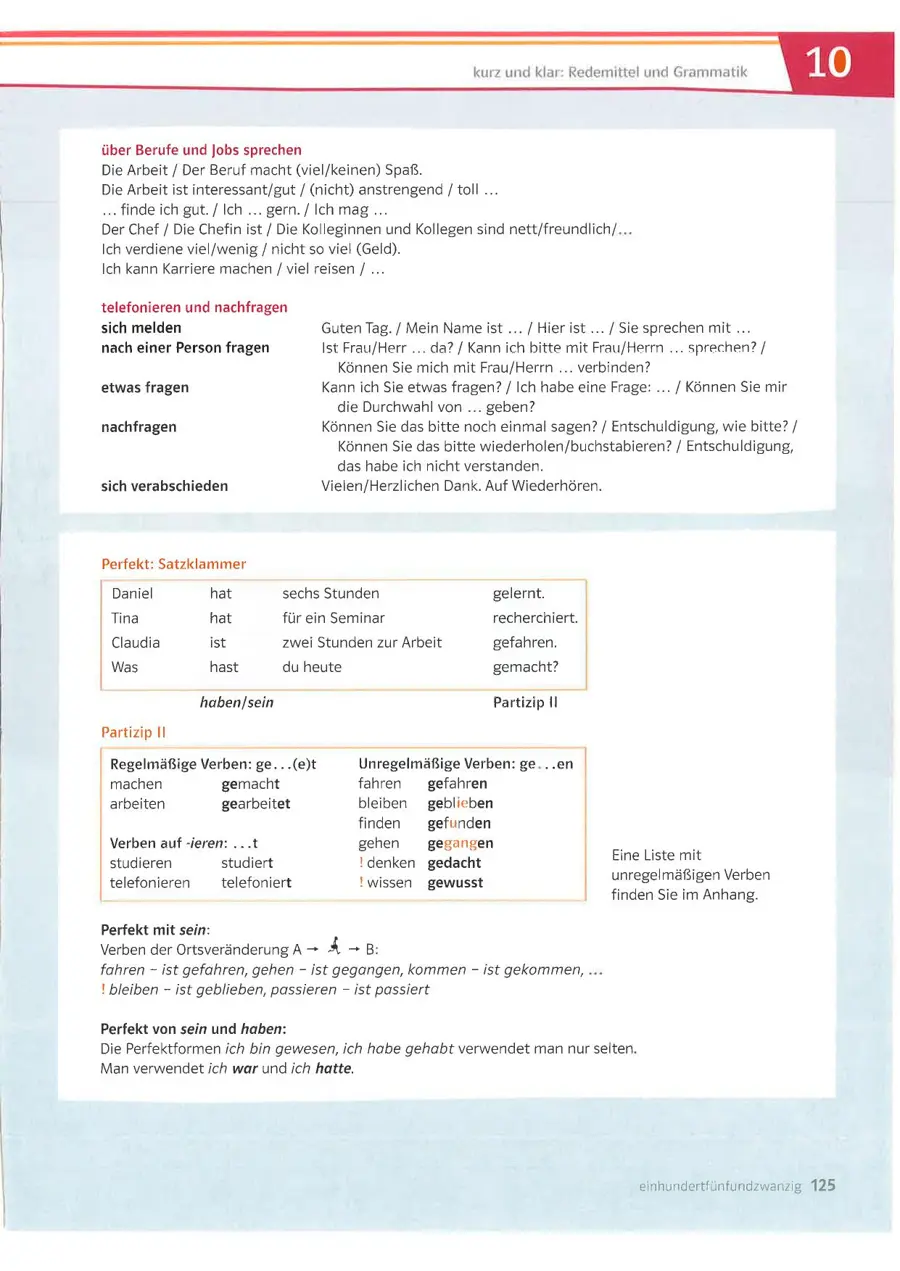 kurz und klar: Redemittel und Grammatik 10
über Berufe und Jobs sprechen
Die Arbeit / Der Beruf macht (viel/keinen) Spaß.
Die Arbeit ist interessant/gut / (nicht) anstrengend / toll ...
... finde ich gut. / Ich ... gern. / Ich mag ...
Der Chef / Die Chefin ist / Die Kolleginnen und Kollegen sind nett/freundlich/...
Ich verdiene viel/wenig / nicht so viel (Geld).
Ich kann Karriere machen / viel reisen / ...
telefonieren und nachfragen
sich melden Guten Tag. / Mein Name ist ... / Hier ist ... / Sie sprechen mit ...
nach einer Person fragen Ist Frau/Herr ... da? / Kann ich bitte mit Frau/Herrn ... sprechen? /
Können Sie mich mit Frau/Herrn ... verbinden?
etwas fragen Kann ich Sie etwas fragen? / Ich habe eine Frage: ... / Können Sie mir
die Durchwahl von ... geben?
nachfragen Können Sie das bitte noch einmal sagen? / Entschuldigung, wie bitte? /
Können Sie das bitte wiederholen/buchstabieren? / Entschuldigung,
das habe ich nicht verstanden.
sich verabschieden Vielen/Herzlichen Dank. Auf Wiederhören.
Perfekt: Satzklammer
Daniel hat sechs Stunden gelernt.
Tina hat für ein Seminar recherchiert.
Claudia ist zwei Stunden zur Arbeit gefahren.
Was hast du heute gemacht?
haben/sein Partizip II
Partizip II
Regelmäßige Verben: ge...(e)t Unregelmäßige Verben: ge...en
machen gemacht fahren gefahren
arbeiten gearbeitet bleiben geblieben
finden gefunden
Verben auf -ieren: ...t gehen gegangen
studieren studiert ! denken gedacht
telefonieren telefoniert ! wissen gewusst
Eine Liste mit
unregelmäßigen Verben
finden Sie im Anhang.
Perfekt mit sein:
Verben der Ortsveränderung A → → B:
fahren – ist gefahren, gehen – ist gegangen, kommen – ist gekommen, ...
! bleiben – ist geblieben, passieren – ist passiert
Perfekt von sein und haben:
Die Perfektformen ich bin gewesen, ich habe gehabt verwendet man nur selten.
Man verwendet ich war und ich hatte.
einhundertfünfundzwanzig 125